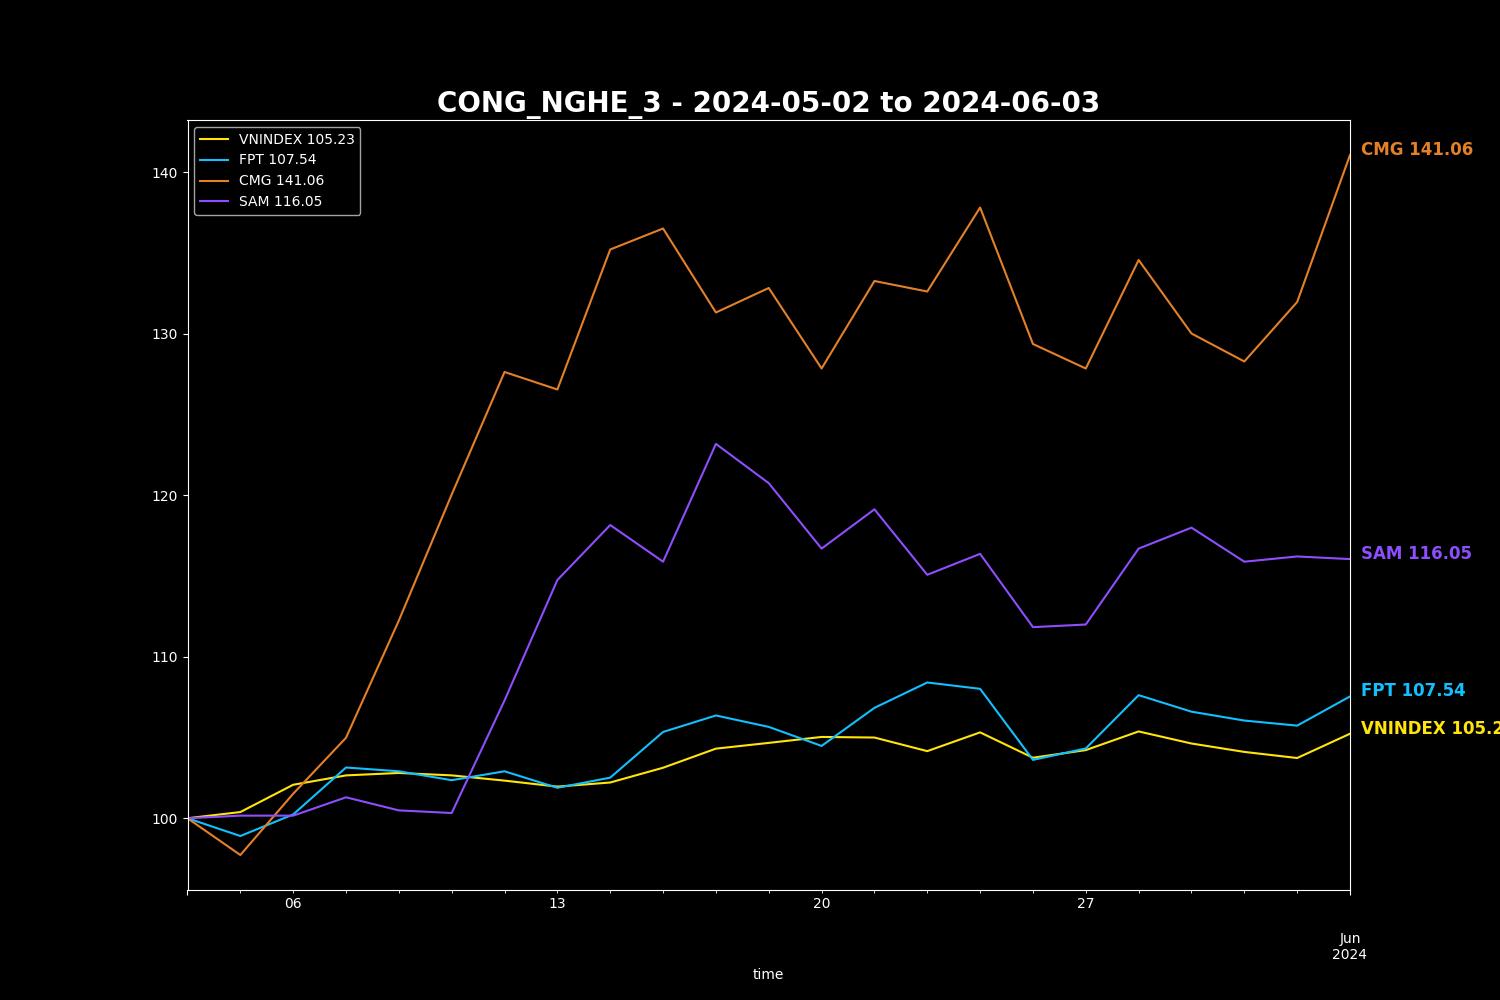 CONG_NGHE_3 - 2024-05-02 to 2024-06-03
VNINDEX 105.23
FPT 107.54
CMG 141.06
SAM 116.05
140
130
120
110
100
CMG 141.06
SAM 116.05
FPT 107.54
VNINDEX 105.2
06
13
20
27
Jun
2024
time